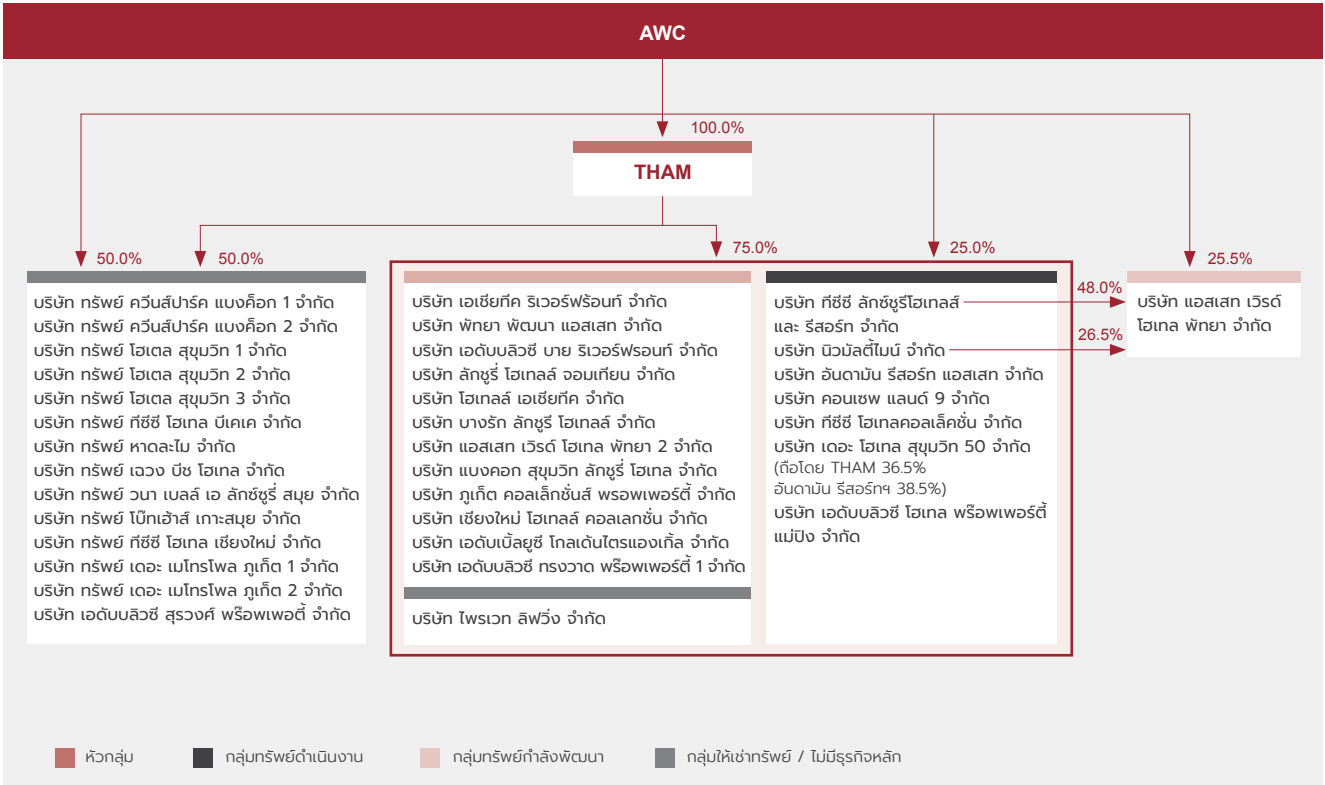 AWC
100.0%
THAM
50.0%
50.0%
75.0%
25.0%
25.5%
บริษัท ทรัพย์ ควีนส์ปาร์ค แบงค็อก 1 จำกัด
บริษัท ทรัพย์ ควีนส์ปาร์ค แบงค็อก 2 จำกัด
บริษัท ทรัพย์ โฮเตล สุขุมวิท 1 จำกัด
บริษัท ทรัพย์ โฮเตล สุขุมวิท 2 จำกัด
บริษัท ทรัพย์ โฮเตล สุขุมวิท 3 จำกัด
บริษัท ทรัพย์ ทีซีซี โฮเทล บีเคเค จำกัด
บริษัท ทรัพย์ หาดละไม จำกัด
บริษัท ทรัพย์ เฉวง บีช โฮเทล จำกัด
บริษัท ทรัพย์ วนา เบลล์ เอ ลักซ์ซูรี่ สมุย จำกัด
บริษัท ทรัพย์ โบ๊ทเฮ้าส์ เกาะสมุย จำกัด
บริษัท ทรัพย์ ทีซีซี โฮเทล เชียงใหม่ จำกัด
บริษัท ทรัพย์ เดอะ เมโทรโพล ภูเก็ต 1 จำกัด
บริษัท ทรัพย์ เดอะ เมโทรโพล ภูเก็ต 2 จำกัด
บริษัท เอดับบลิวซี สุรวงศ์ พร๊อพเพอตี้ จำกัด
บริษัท เอเชียทีค ริเวอร์ฟร้อนท์ จำกัด
บริษัท พัทยา พัฒนา แอสเสท จำกัด
บริษัท เอดับบลิวซี บาย ริเวอร์ฟรอนท์ จำกัด
บริษัท ลักชูรี่ โฮเทลล์ จอมเทียน จำกัด
บริษัท โฮเทลล์ เอเชียทีค จำกัด
บริษัท บางรัก ลักชูรี โฮเทลล์ จำกัด
บริษัท แอสเสท เวิรด์ โฮเทล พัทยา 2 จำกัด
บริษัท แบงคอก สุขุมวิท ลักชูรี่ โฮเทล จำกัด
บริษัท ภูเก็ต คอลเล็กชั่นส์ พรอพเพอร์ตี้ จำกัด
บริษัท เชียงใหม่ โฮเทลล์ คอลเลกชั่น จำกัด
บริษัท เอดับเบิ้ลยูซี โกลเด้นไตรแองเกิ้ล จำกัด
บริษัท เอดับบลิวซี ทรงวาด พร๊อพเพอร์ตี้ 1 จำกัด
บริษัท ไพรเวท ลิฟวิ่ง จำกัด
บริษัท ทีซีซี ลักซ์ชูรีโฮเทลส์
และ รีสอร์ท จำกัด
บริษัท นิวมัลตี้ไมน์ จำกัด
บริษัท อันดามัน รีสอร์ท แอสเสท จำกัด
บริษัท คอนเซพ แลนด์ 9 จำกัด
บริษัท ทีซีซี โฮเทลคอลเล็คชั่น จำกัด
บริษัท เดอะ โฮเทล สุขุมวิท 50 จำกัด
(ถือโดย THAM 36.5%
อันดามัน รีสอร์ทฯ 38.5%)
บริษัท เอดับบลิวซี โฮเทล พร๊อพเพอร์ตี้
แม่ปิง จำกัด
48.0%
26.5%
บริษัท แอสเสท เวิรด์
โฮเทล พัทยา จำกัด
หัวกลุ่ม
กลุ่มทรัพย์ดำเนินงาน
กลุ่มทรัพย์กำลังพัฒนา
กลุ่มให้เช่าทรัพย์ / ไม่มีธุรกิจหลัก